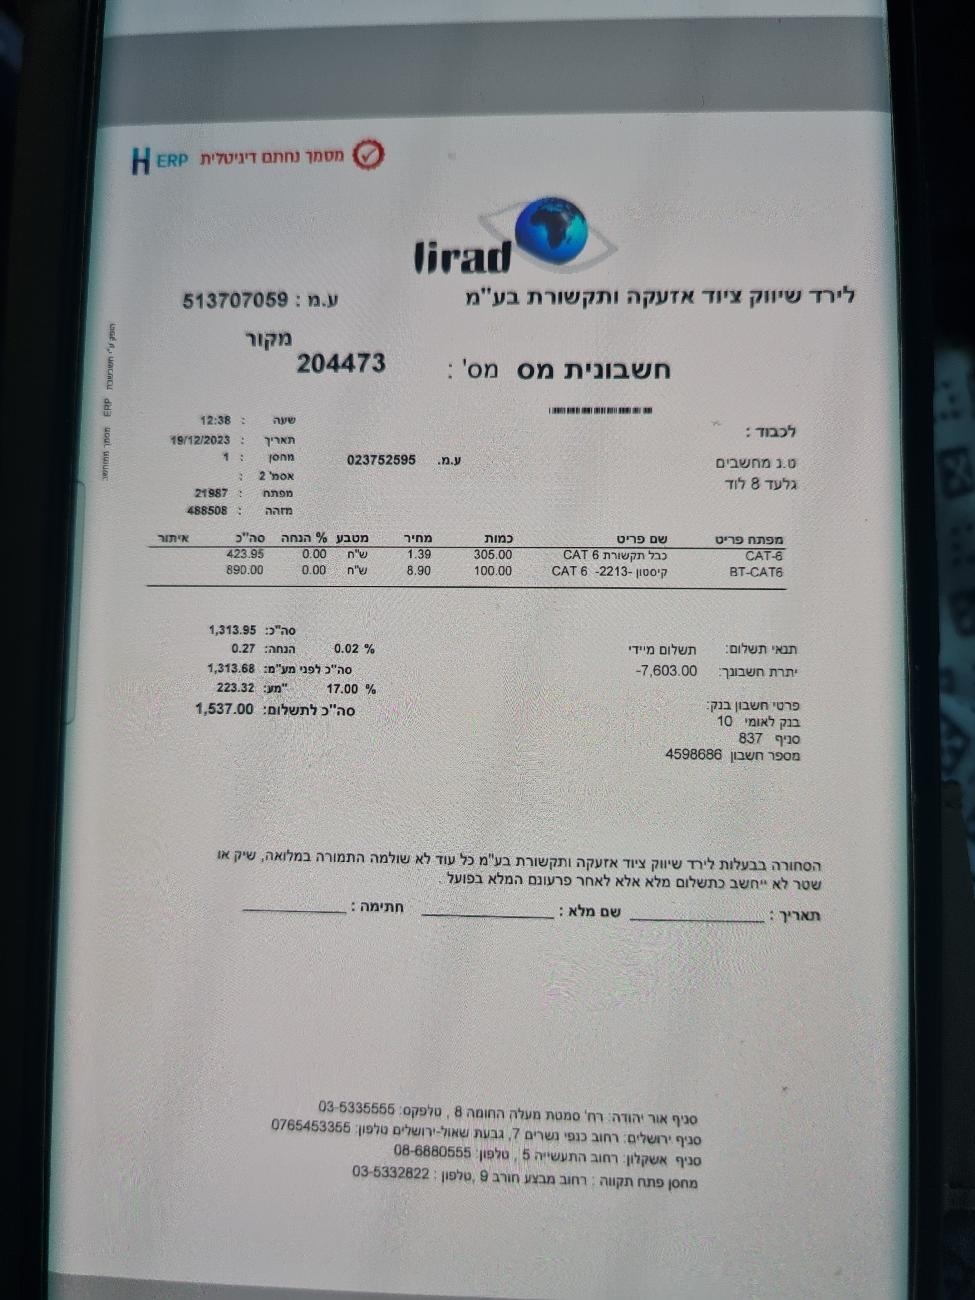 H ERP מסמך נחתם דיגיטלית
lirad
לירד שיווק ציוד אזעקה ותקשורת בע"מ ע.מ : 513707059
מקור
חשבונית מס מס' : 204473
לכבוד :
ט.נ מחשבים
גלעד 8 לוד
ע.מ. 023752595
שעה : 12:38
תאריך : 19/12/2023
מחסן : 1
אסמ' 2 :
מפתח : 21987
מזהה : 488508
מפתח פריט שם פריט כמות מחיר מטבע % הנחה סה"כ איתור
CAT-6 כבל תקשורת CAT 6 305.00 1.39 ש"ח 0.00 423.95
BT-CAT6 קיסטון -2213- CAT 6 100.00 8.90 ש"ח 0.00 890.00
תנאי תשלום: תשלום מיידי
יתרת חשבונך: -7,603.00
פרטי חשבון בנק:
בנק לאומי 10
סניף 837
מספר חשבון 4598686
סה"כ: 1,313.95
% 0.02 הנחה: 0.27
סה"כ לפני מע"מ: 1,313.68
% 17.00 מע": 223.32
סה"כ לתשלום: 1,537.00
הסחורה בבעלות לירד שיווק ציוד אזעקה ותקשורת בע"מ כל עוד לא שולמה התמורה במלואה, שיק או
שטר לא ייחשב כתשלום מלא אלא לאחר פרעונם המלא בפועל .
תאריך : ____________ שם מלא : ____________ חתימה : ____________
סניף אור יהודה: רח' סמטת מעלה החומה 8 , טלפקס: 03-5335555
סניף ירושלים: רחוב כנפי נשרים 7, גבעת שאול-ירושלים טלפון: 0765453355
סניף אשקלון: רחוב התעשייה 5 , טלפון: 08-6880555
מחסן פתח תקווה : רחוב מבצע חורב 9 ,טלפון : 03-5332822